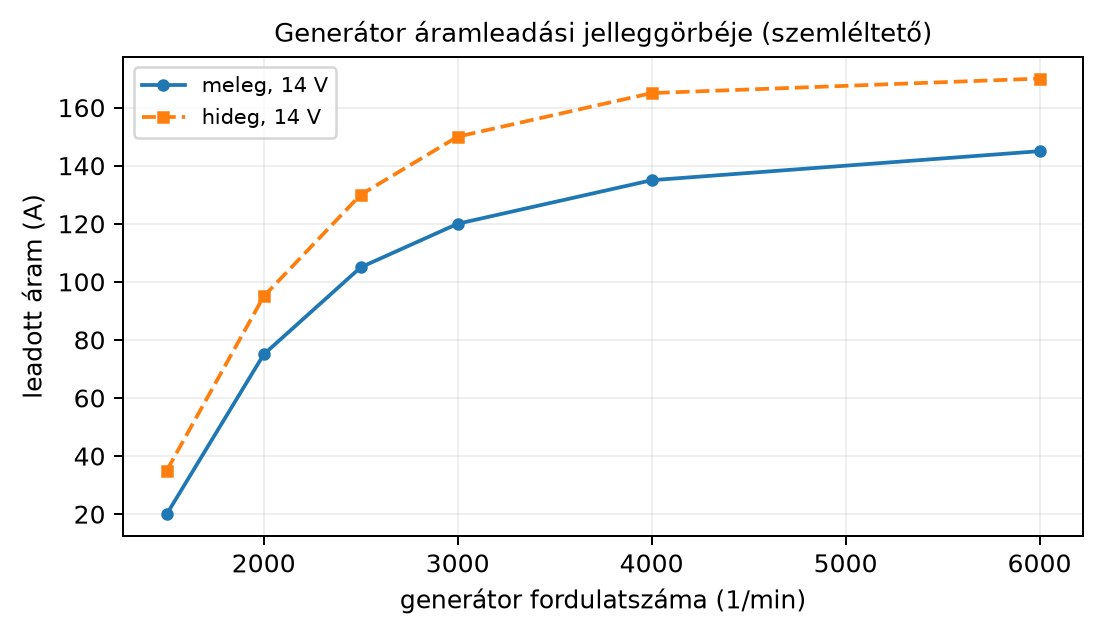 Generátor áramleadási jelleggörbéje (szemléltető)
meleg, 14 V
hideg, 14 V
leadott áram (A)
160
140
120
100
80
60
40
20
2000 3000 4000 5000 6000
generátor fordulatszáma (1/min)